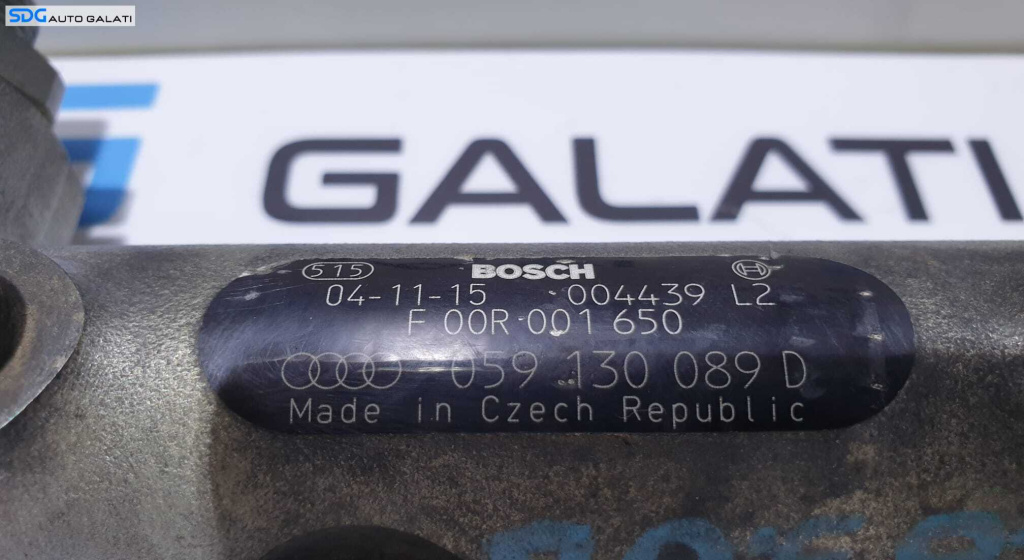 SDG AUTO GALATI
GALATI
515 BOSCH
04-11-15 004439 L2
F 00R 001 650
059 130 089 D
Made in Czech Republic